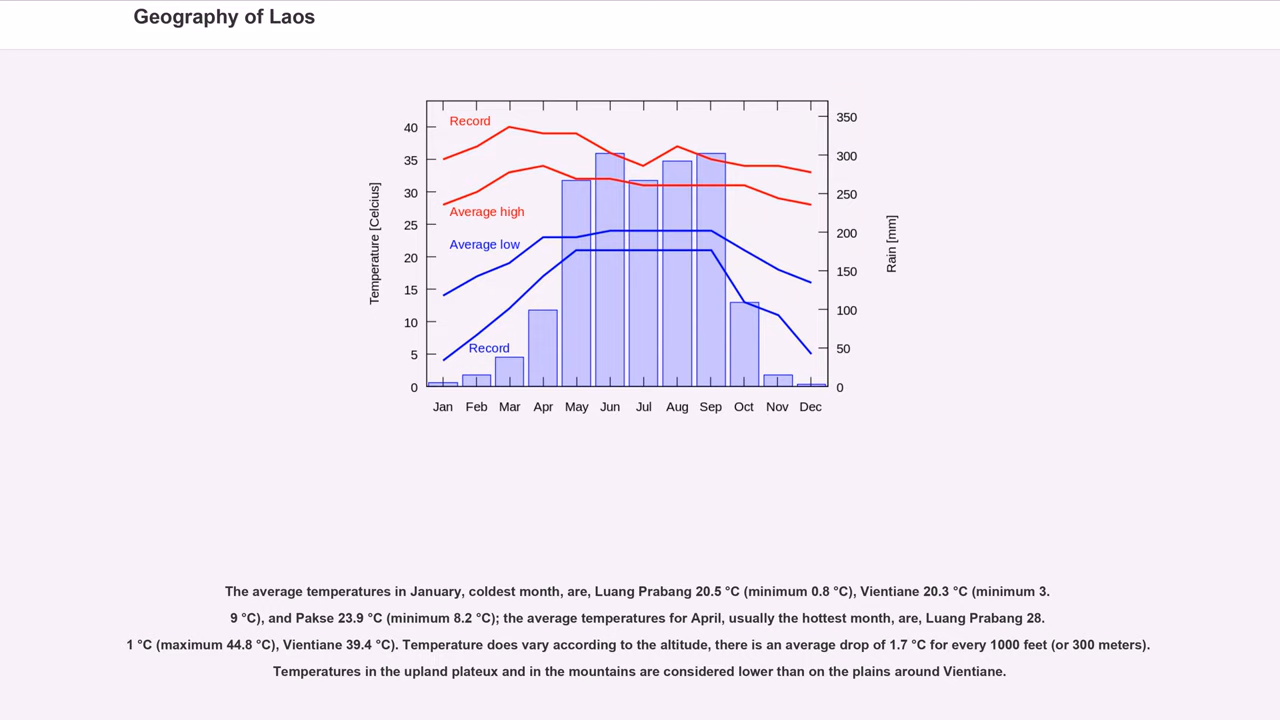 Geography of Laos
Record
Average high
Average low
Record
Temperature [Celcius]
40
35
30
25
20
15
10
5
0
Rain [mm]
350
300
250
200
150
100
50
0
Jan Feb Mar Apr May Jun Jul Aug Sep Oct Nov Dec
The average temperatures in January, coldest month, are, Luang Prabang 20.5 °C (minimum 0.8 °C), Vientiane 20.3 °C (minimum 3.
9 °C), and Pakse 23.9 °C (minimum 8.2 °C); the average temperatures for April, usually the hottest month, are, Luang Prabang 28.
1 °C (maximum 44.8 °C), Vientiane 39.4 °C). Temperature does vary according to the altitude, there is an average drop of 1.7 °C for every 1000 feet (or 300 meters).
Temperatures in the upland plateux and in the mountains are considered lower than on the plains around Vientiane.